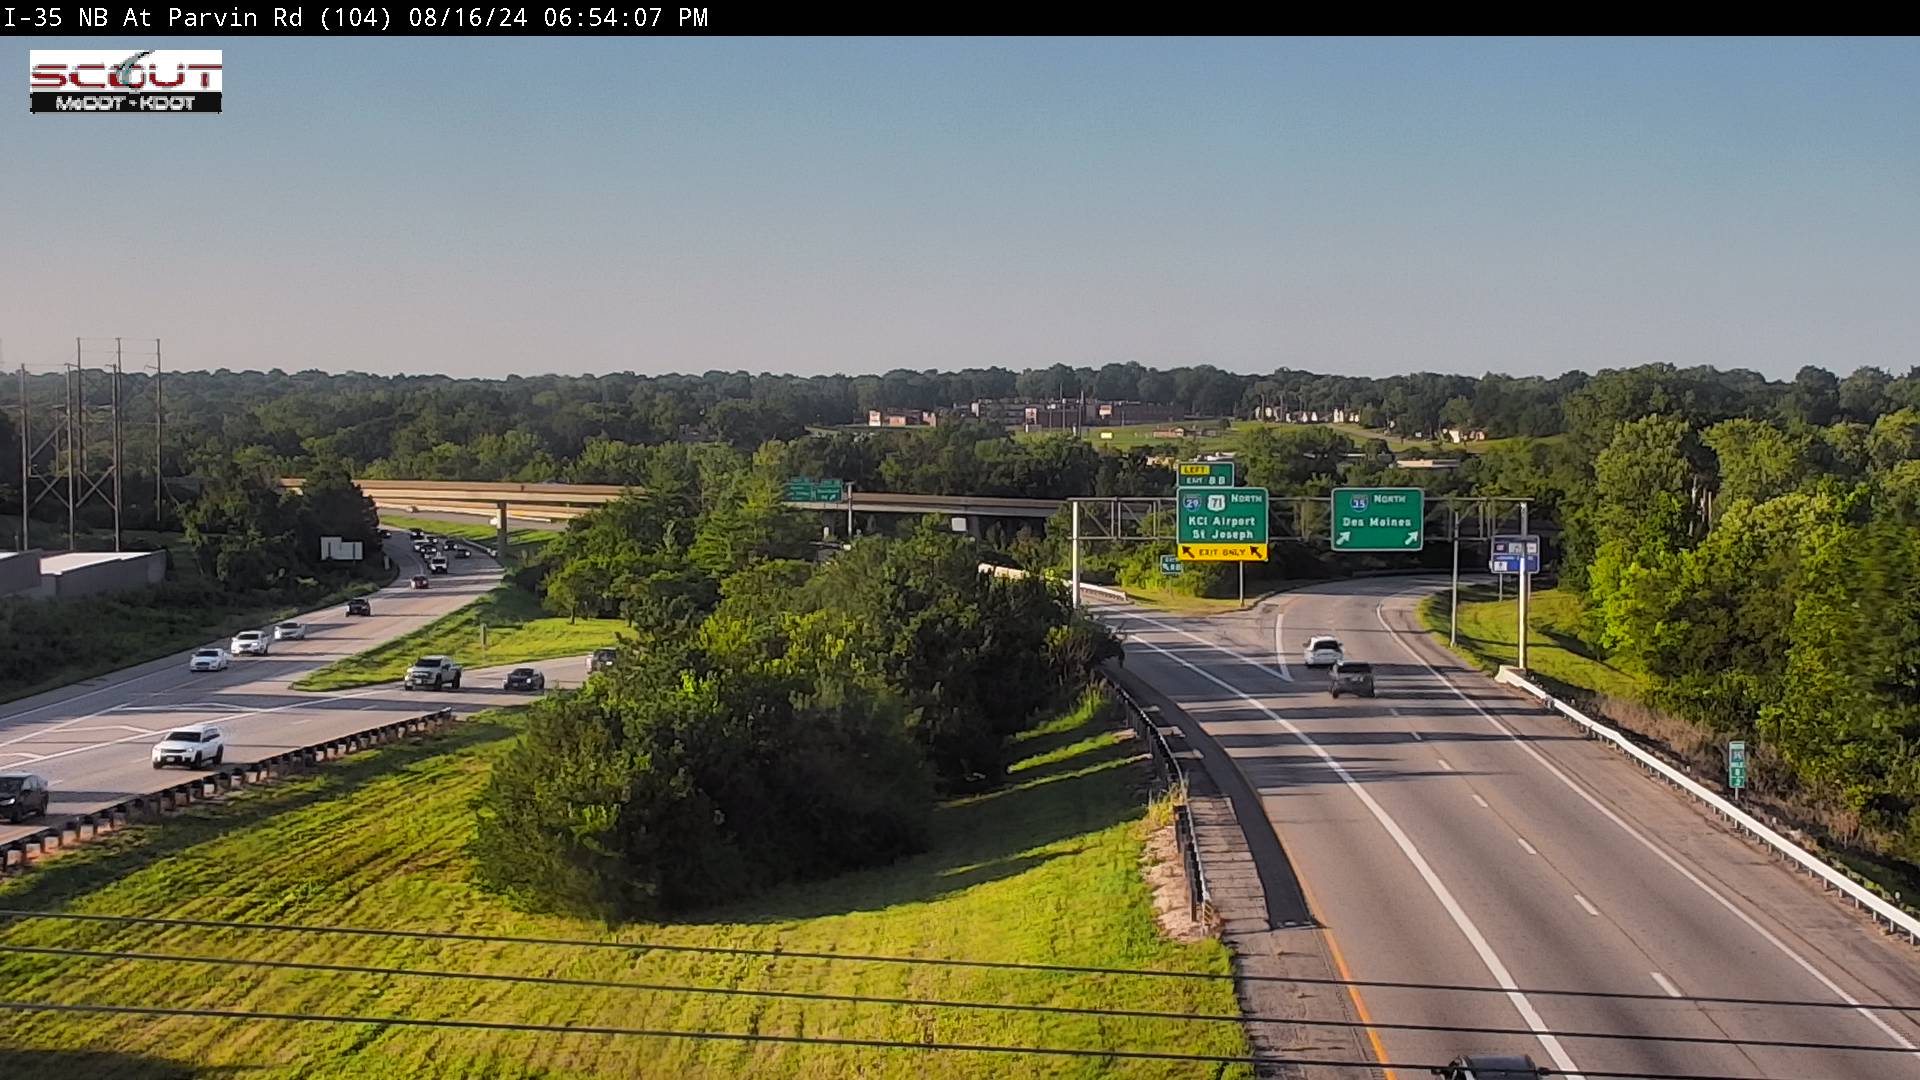 I-35 NB At Parvin Rd (104) 08/16/24 06:54:07 PM
SCOUT
MoDOT - KDOT
LEFT
EXIT 8B
29 71 NORTH
KCI Airport
St Joseph
EXIT ONLY
35 NORTH
Des Moines